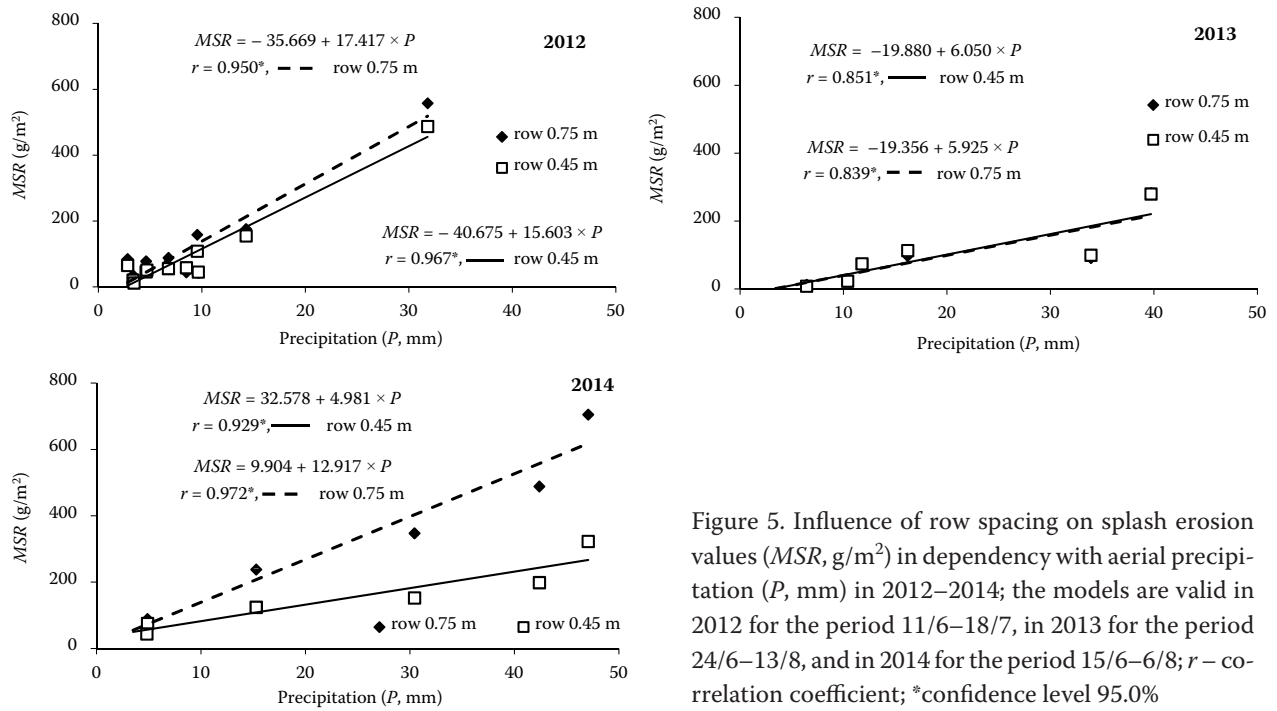 800
600
400
200
0
MSR (g/m²)
MSR = – 35.669 + 17.417 × P
r = 0.950*, row 0.75 m
2012
row 0.75 m
row 0.45 m
MSR = – 40.675 + 15.603 × P
r = 0.967*, row 0.45 m
0 10 20 30 40 50
Precipitation (P, mm)
800
600
400
200
0
MSR (g/m²)
2013
MSR = –19.880 + 6.050 × P
r = 0.851*, row 0.45 m
row 0.75 m
row 0.45 m
MSR = –19.356 + 5.925 × P
r = 0.839*, row 0.75 m
0 10 20 30 40 50
Precipitation (P, mm)
800
600
400
200
0
MSR (g/m²)
2014
MSR = 32.578 + 4.981 × P
r = 0.929*, row 0.45 m
MSR = 9.904 + 12.917 × P
r = 0.972*, row 0.75 m
row 0.75 m row 0.45 m
0 10 20 30 40 50
Precipitation (P, mm)
Figure 5. Influence of row spacing on splash erosion
values (MSR, g/m²) in dependency with aerial precipi-
tation (P, mm) in 2012–2014; the models are valid in
2012 for the period 11/6–18/7, in 2013 for the period
24/6–13/8, and in 2014 for the period 15/6–6/8; r – co-
rrelation coefficient; *confidence level 95.0%